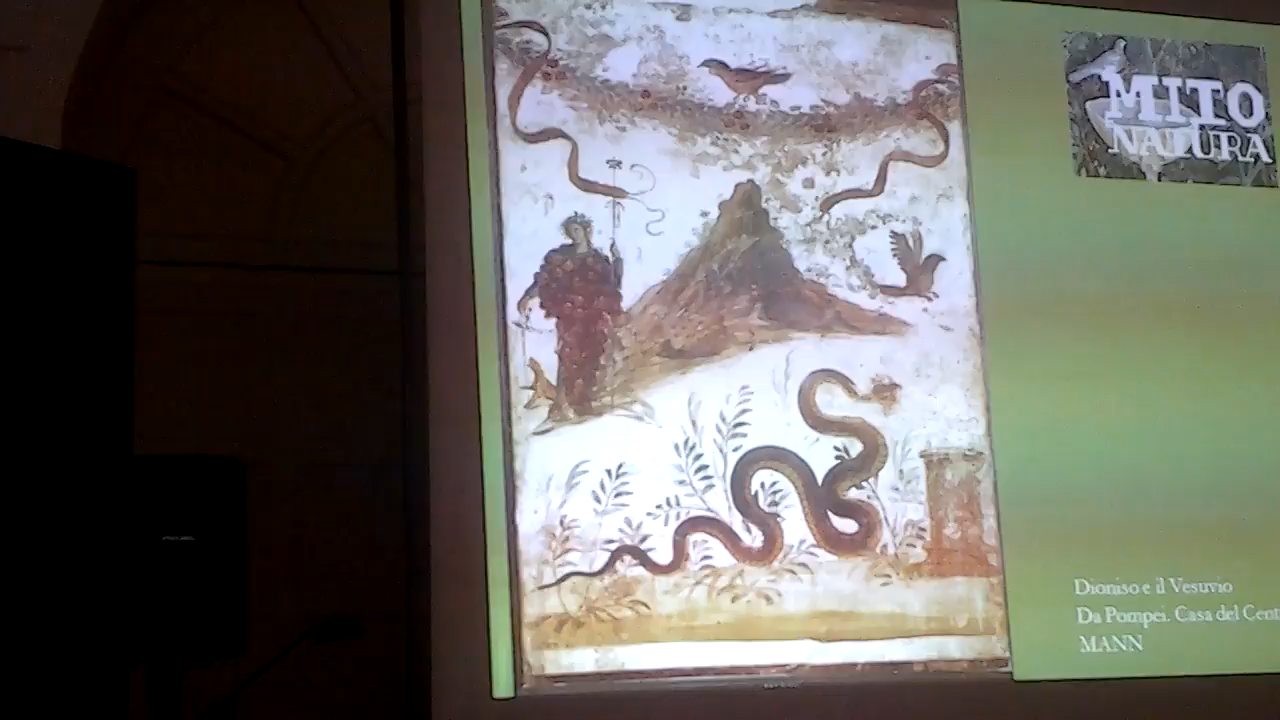 MITO
NATURA
Dioniso e il Vesuvio
Da Pompei. Casa del Cent
MANN